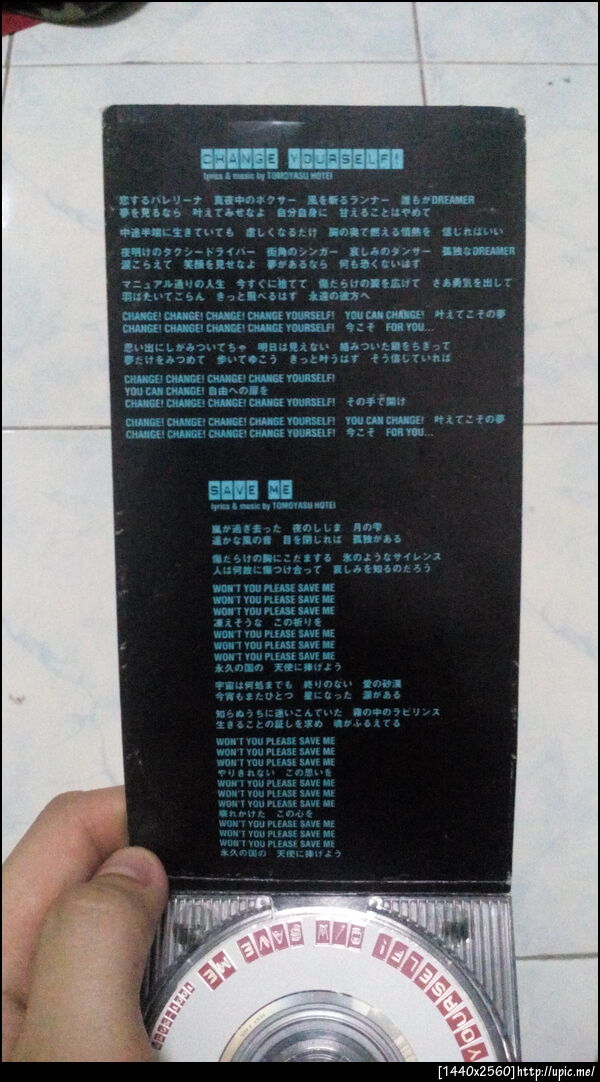 CHANGE YOURSELF!
lyrics & music by TOMOYASU HOTEI
恋するバレリーナ 真夜中のボクサー 風を斬るランナー 誰もがDREAMER
夢を見るなら 叶えてみせなよ 自分自身に 甘えることはやめて
中途半端に生きていても 虚しくなるだけ 胸の奥で燃える情熱を 信じればいい
夜明けのタクシードライバー 街角のシンガー 哀しみのダンサー 孤独なDREAMER
涙こらえて 笑顔を見せなよ 夢があるなら 何も恐くないはず
マニュアル通りの人生 今すぐに捨てて 傷だらけの翼を広げて さあ勇気を出して
羽ばたいてごらん きっと飛べるはず 永遠の彼方へ
CHANGE! CHANGE! CHANGE! CHANGE YOURSELF! YOU CAN CHANGE! 叶えてこその夢
CHANGE! CHANGE! CHANGE! CHANGE YOURSELF! 今こそ FOR YOU...
思い出にしがみついてちゃ 明日は見えない 絡みついた鎖をちぎって
夢だけをみつめて 歩いてゆこう きっと叶うはず そう信じていれば
CHANGE! CHANGE! CHANGE! CHANGE YOURSELF!
YOU CAN CHANGE! 自由への扉を
CHANGE! CHANGE! CHANGE! CHANGE YOURSELF! その手で開け
CHANGE! CHANGE! CHANGE! CHANGE YOURSELF! YOU CAN CHANGE! 叶えてこその夢
CHANGE! CHANGE! CHANGE! CHANGE YOURSELF! 今こそ FOR YOU...
SAVE ME
lyrics & music by TOMOYASU HOTEI
嵐が過ぎ去った 夜のしじま 月の雫
遥かな風の音 目を閉じれば 孤独がある
傷だらけの胸にこだまする 氷のようなサイレンス
人は何故に傷つけ合って 哀しみを知るのだろう
WON'T YOU PLEASE SAVE ME
WON'T YOU PLEASE SAVE ME
WON'T YOU PLEASE SAVE ME
凍えそうな この祈りを
WON'T YOU PLEASE SAVE ME
WON'T YOU PLEASE SAVE ME
WON'T YOU PLEASE SAVE ME
永久の国の 天使に捧げよう
宇宙は何処までも 終りのない 愛の砂漠
今宵もまたひとつ 星になった 涙がある
知らぬうちに迷いこんでいた 霧の中のラビリンス
生きることの証しを求め 魂がふるえてる
WON'T YOU PLEASE SAVE ME
WON'T YOU PLEASE SAVE ME
WON'T YOU PLEASE SAVE ME
やりきれない この思いを
WON'T YOU PLEASE SAVE ME
WON'T YOU PLEASE SAVE ME
WON'T YOU PLEASE SAVE ME
壊れかけた この心を
WON'T YOU PLEASE SAVE ME
WON'T YOU PLEASE SAVE ME
WON'T YOU PLEASE SAVE ME
永久の国の 天使に捧げよう
YOURSELF! C/W SAVE ME
[1440x2560]http://upic.me/